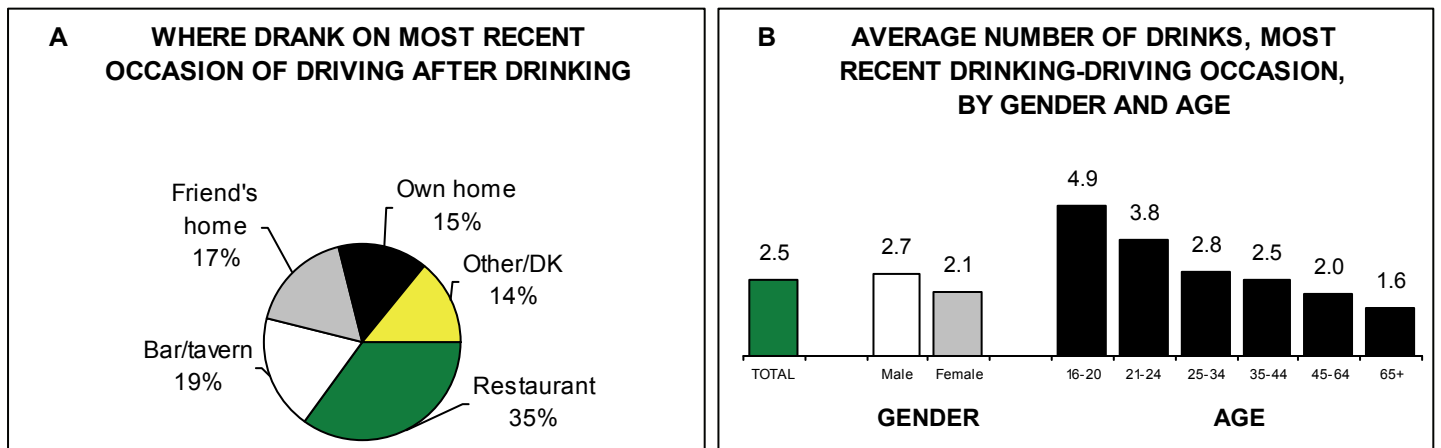 A WHERE DRANK ON MOST RECENT
OCCASION OF DRIVING AFTER DRINKING
Friend's
home
17%
Own home
15%
Other/DK
14%
Bar/tavern
19%
Restaurant
35%
B AVERAGE NUMBER OF DRINKS, MOST
RECENT DRINKING-DRIVING OCCASION,
BY GENDER AND AGE
2.5 2.7 2.1 4.9 3.8 2.8 2.5 2.0 1.6
TOTAL Male Female 16-20 21-24 25-34 35-44 45-64 65+
GENDER AGE